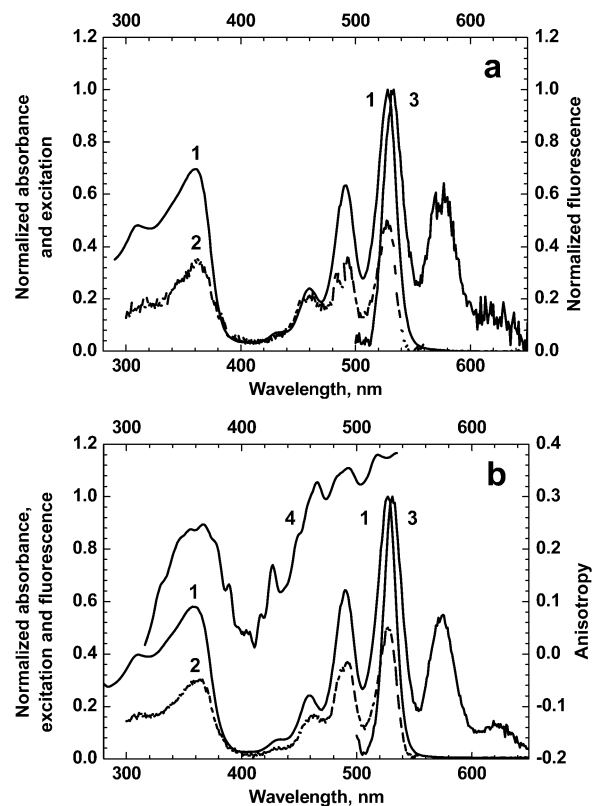 300 400 500 600
1.2 1.2
a
1.0 1.0
1 3
0.8 0.8
1
0.6 0.6
0.4 0.4
2
0.2 0.2
0.0 0.0
300 400 500 600
Normalized absorbance
and excitation
Normalized fluorescence
Wavelength, nm
300 400 500 600
1.2 0.4
b
1.0 0.3
4 1 3
0.8 0.2
0.6 0.1
1
0.4 0.0
2
0.2 -0.1
0.0 -0.2
300 400 500 600
Normalized absorbance,
excitation and fluorescence
Anisotropy
Wavelength, nm